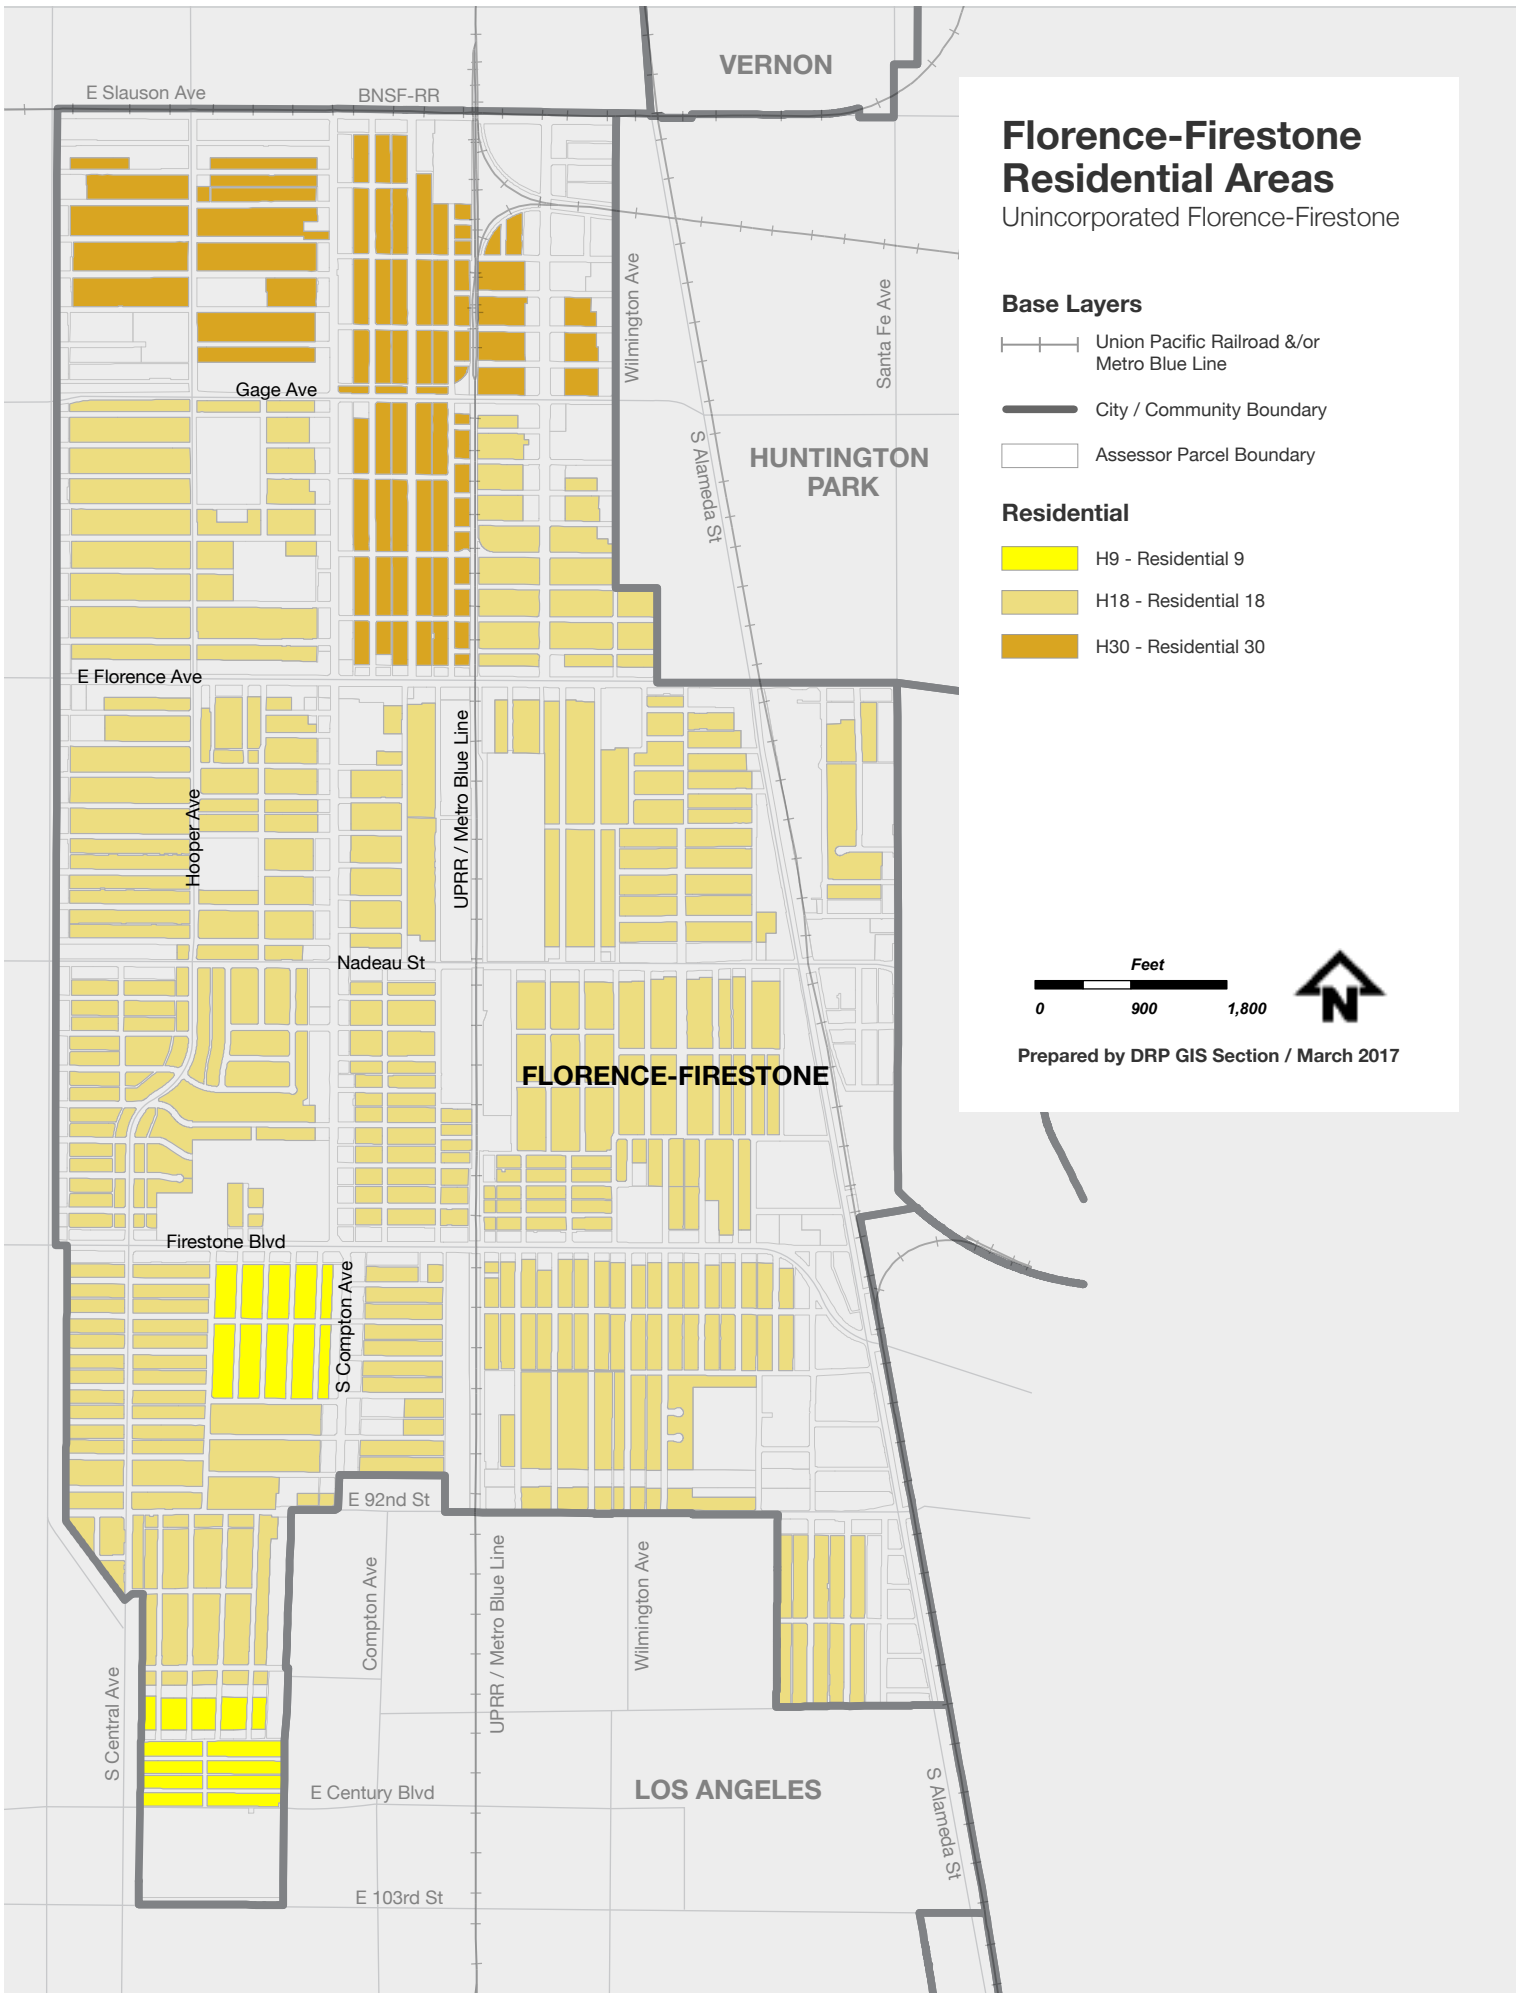 VERNON
E Slauson Ave
BNSF-RR
Florence-Firestone
Residential Areas
Unincorporated Florence-Firestone
Base Layers
Union Pacific Railroad &/or
Metro Blue Line
City / Community Boundary
Assessor Parcel Boundary
Residential
H9 - Residential 9
H18 - Residential 18
H30 - Residential 30
Feet
0 900 1,800
N
Prepared by DRP GIS Section / March 2017
Wilmington Ave
Santa Fe Ave
Gage Ave
S Alameda St
HUNTINGTON
PARK
E Florence Ave
Hooper Ave
UPRR / Metro Blue Line
Nadeau St
FLORENCE-FIRESTONE
Firestone Blvd
S Compton Ave
E 92nd St
Compton Ave
UPRR / Metro Blue Line
Wilmington Ave
S Central Ave
E Century Blvd
LOS ANGELES
S Alameda St
E 103rd St